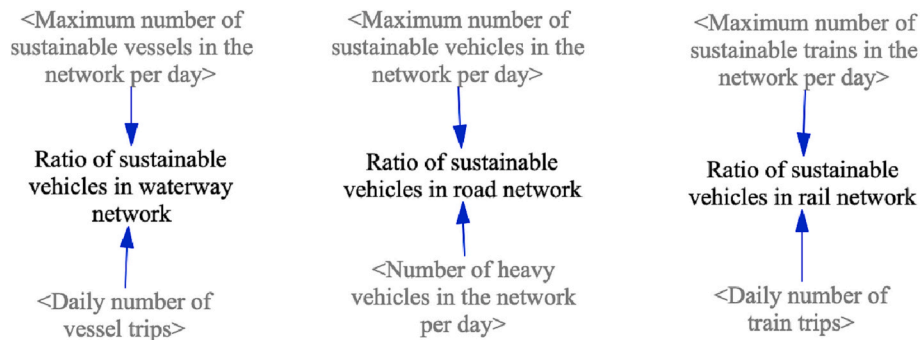 <Maximum number of
sustainable vessels in the
network per day>
Ratio of sustainable
vehicles in waterway
network
<Daily number of
vessel trips>
<Maximum number of
sustainable vehicles in the
network per day>
Ratio of sustainable
vehicles in road network
<Number of heavy
vehicles in the network
per day>
<Maximum number of
sustainable trains in the
network per day>
Ratio of sustainable
vehicles in rail network
<Daily number of
train trips>